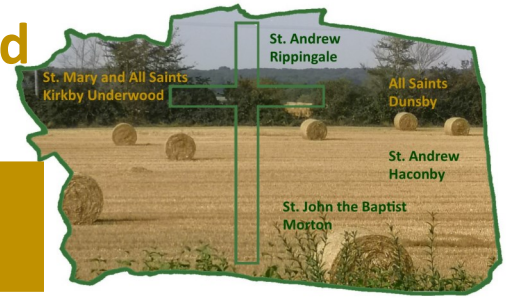 d
St. Andrew
Rippingale
St. Mary and All Saints
Kirkby Underwood
All Saints
Dunsby
St. Andrew
Haconby
St. John the Baptist
Morton